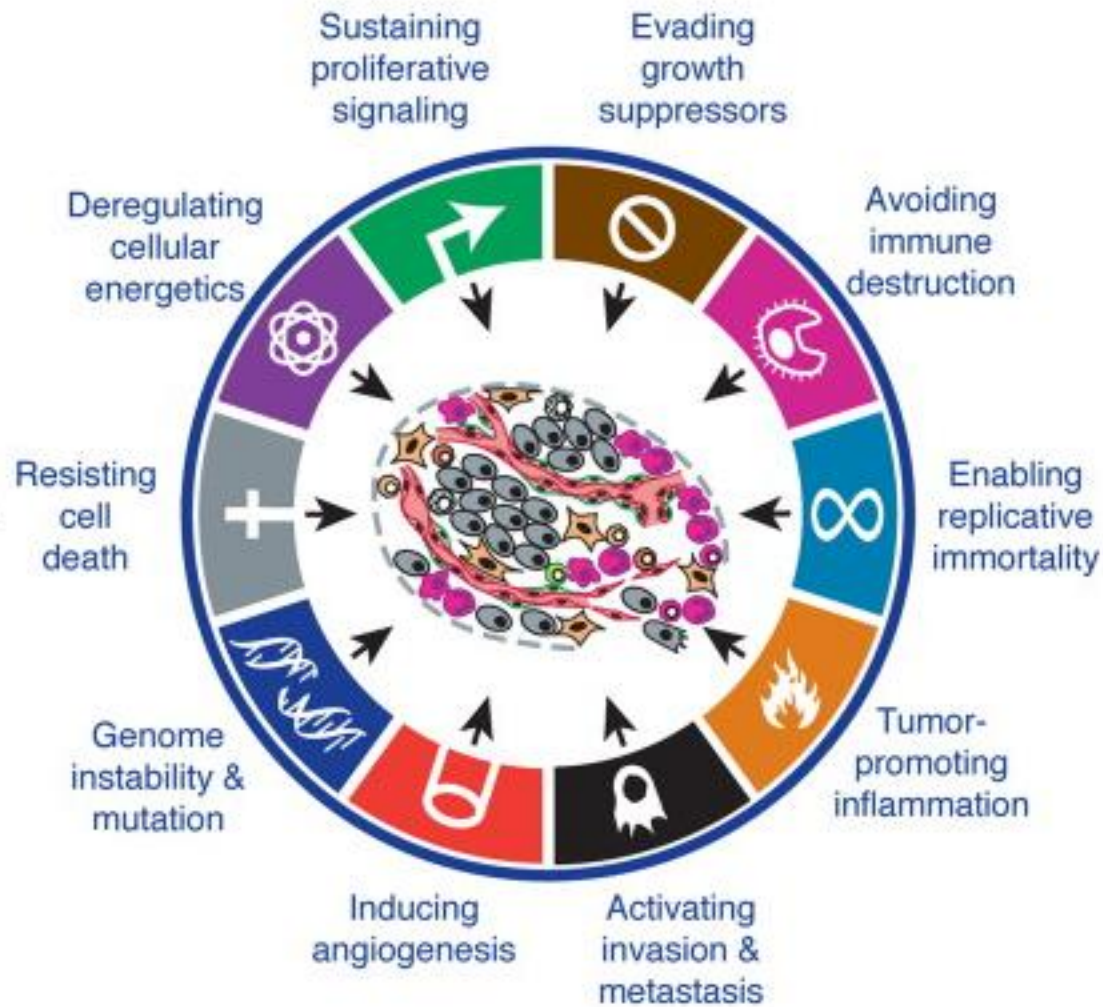 Sustaining
proliferative
signaling
Evading
growth
suppressors
Avoiding
immune
destruction
Enabling
replicative
immortality
Tumor-
promoting
inflammation
Activating
invasion &
metastasis
Inducing
angiogenesis
Genome
instability &
mutation
Resisting
cell
death
Deregulating
cellular
energetics